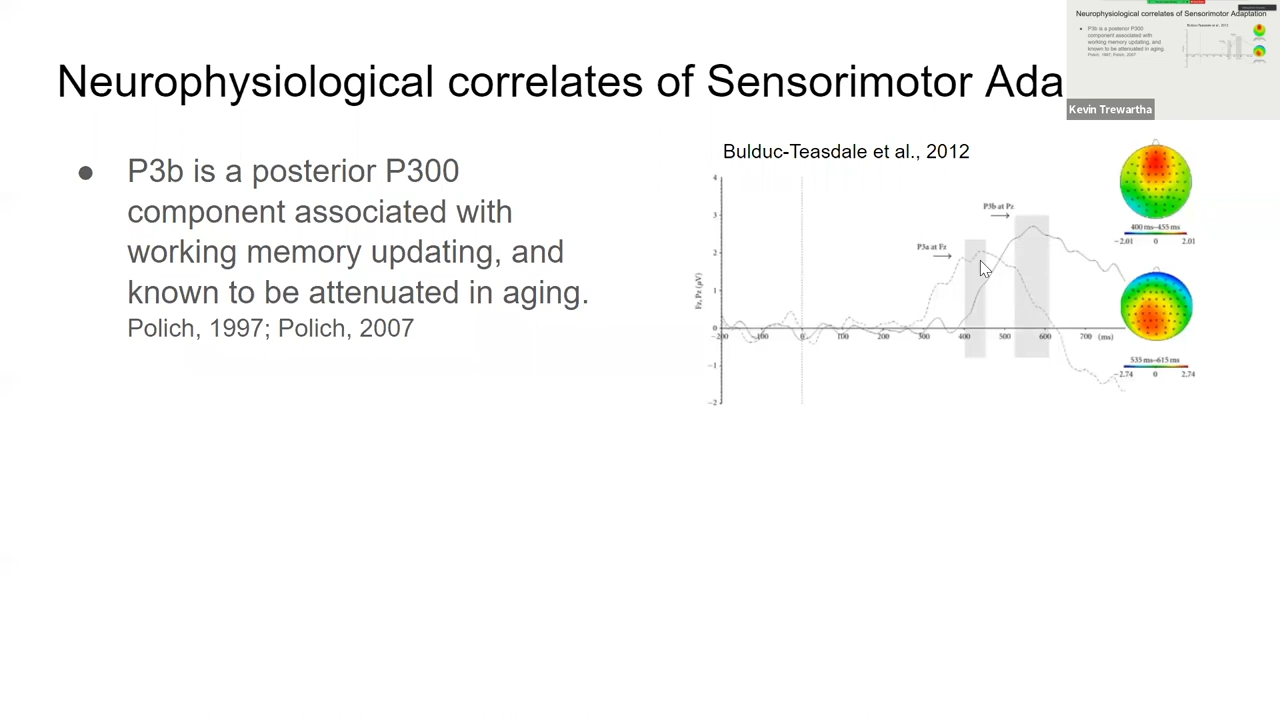 Neurophysiological correlates of Sensorimotor Ada
Neurophysiological correlates of Sensorimotor Adaptation
Kevin Trewartha
● P3b is a posterior P300
component associated with
working memory updating, and
known to be attenuated in aging.
Polich, 1997; Polich, 2007
Bulduc-Teasdale et al., 2012
4
3
2
1
0
−1
−2
Fz, Pz (μV)
P3a at Fz
P3b at Pz
−200 −100 0 100 200 300 400 500 600 700 (ms)
400 ms–455 ms
−2.01 0 2.01
535 ms–615 ms
−2.74 0 2.74